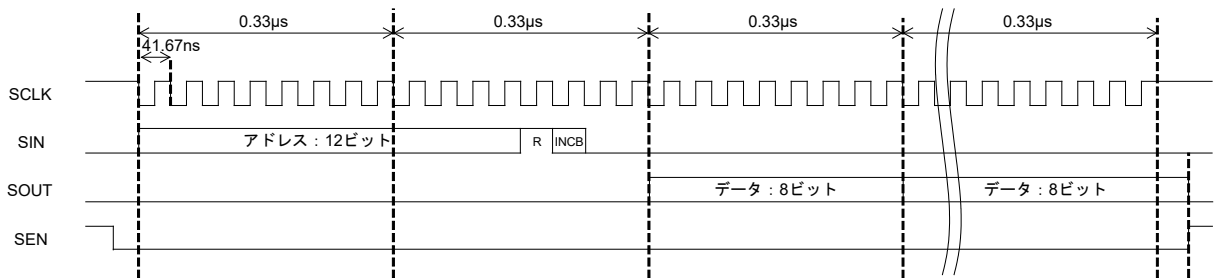 0.33µs 0.33µs 0.33µs 0.33µs
41.67ns
SCLK
SIN アドレス：12ビット R INCB
SOUT データ：8ビット データ：8ビット
SEN